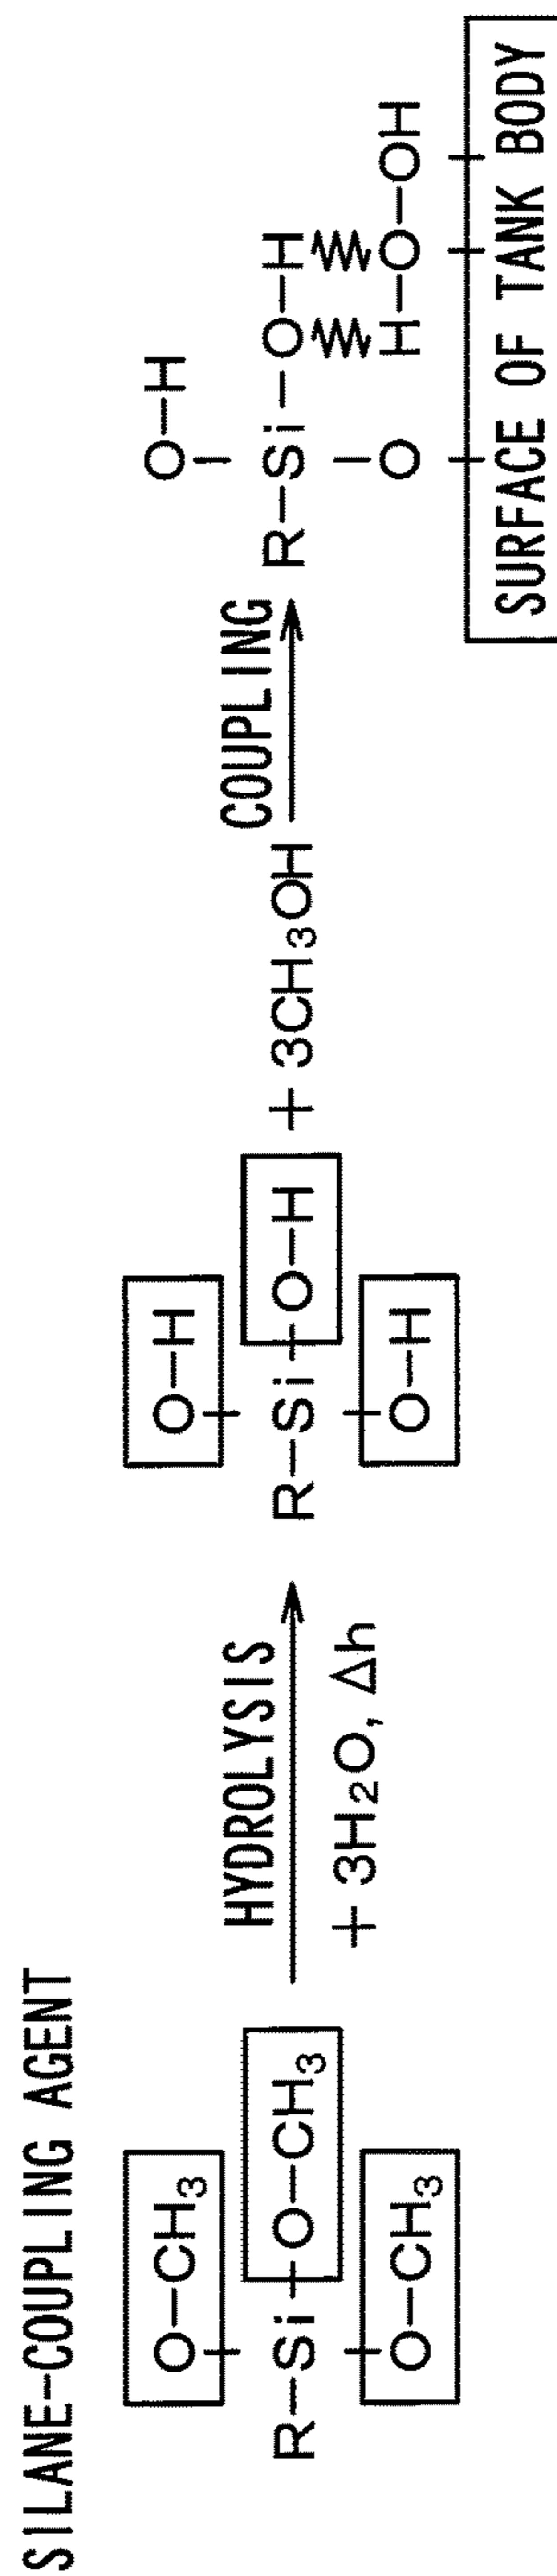 SILANE-COUPLING AGENT
O-CH₃
R-Si-O-CH₃
O-CH₃
HYDROLYSIS
+ 3H₂O, Δh
O-H
R-Si-O-H
O-H
+ 3CH₃OH
COUPLING
O-H
R-Si-O-H
O H-O-OH
SURFACE OF TANK BODY